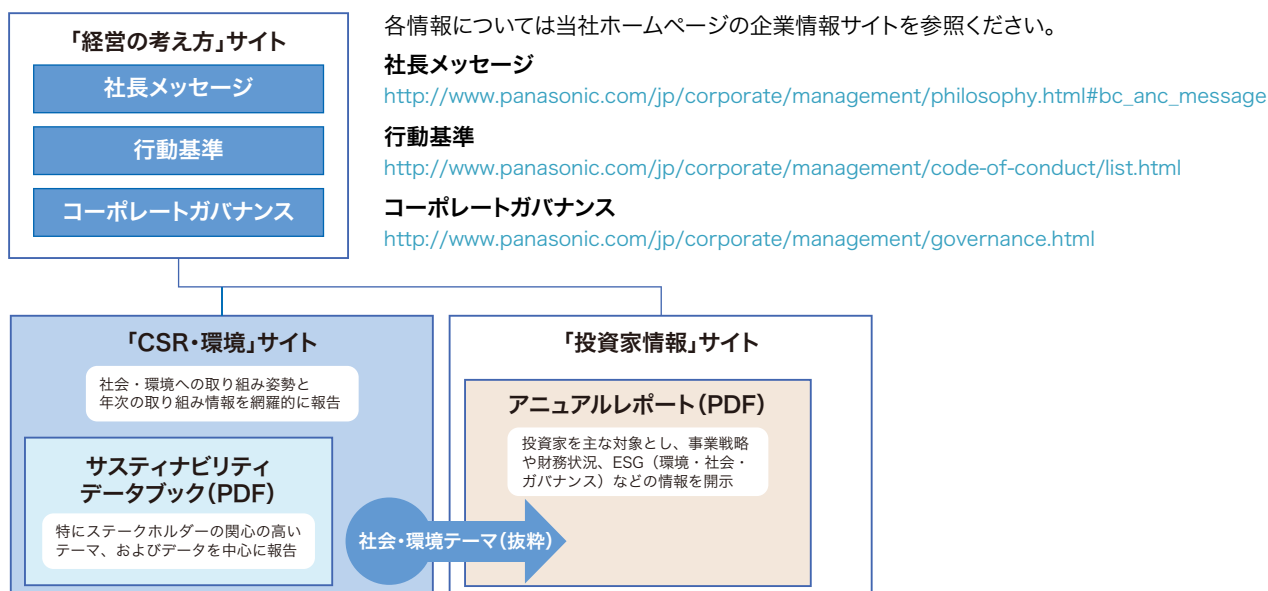 「経営の考え方」サイト
社長メッセージ
行動基準
コーポレートガバナンス
各情報については当社ホームページの企業情報サイトを参照ください。
社長メッセージ
http://www.panasonic.com/jp/corporate/management/philosophy.html#bc_anc_message
行動基準
http://www.panasonic.com/jp/corporate/management/code-of-conduct/list.html
コーポレートガバナンス
http://www.panasonic.com/jp/corporate/management/governance.html
「CSR・環境」サイト
社会・環境への取り組み姿勢と
年次の取り組み情報を網羅的に報告
サスティナビリティ
データブック(PDF)
特にステークホルダーの関心の高い
テーマ、およびデータを中心に報告
社会・環境テーマ(抜粋)
「投資家情報」サイト
アニュアルレポート(PDF)
投資家を主な対象とし、事業戦略
や財務状況、ESG（環境・社会・
ガバナンス）などの情報を開示